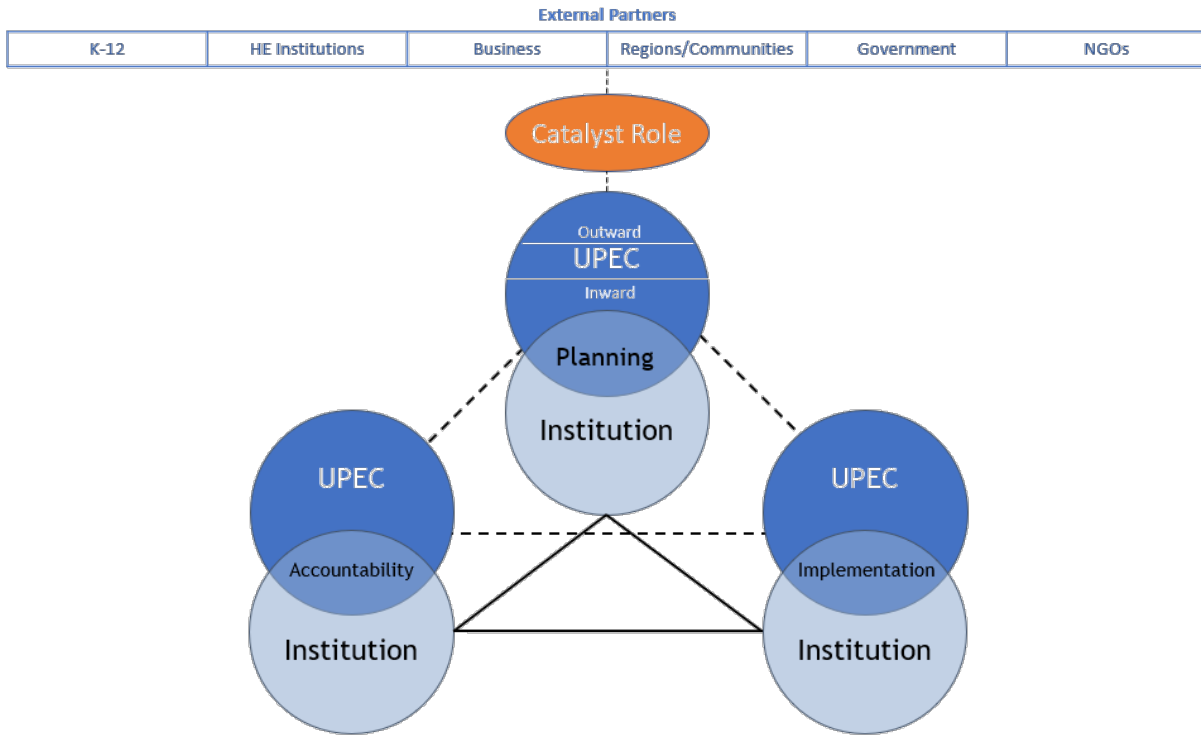 External Partners
K-12 HE Institutions Business Regions/Communities Government NGOs
Catalyst Role
Outward
UPEC
Inward
Planning
Institution
UPEC
Accountability
Institution
UPEC
Implementation
Institution